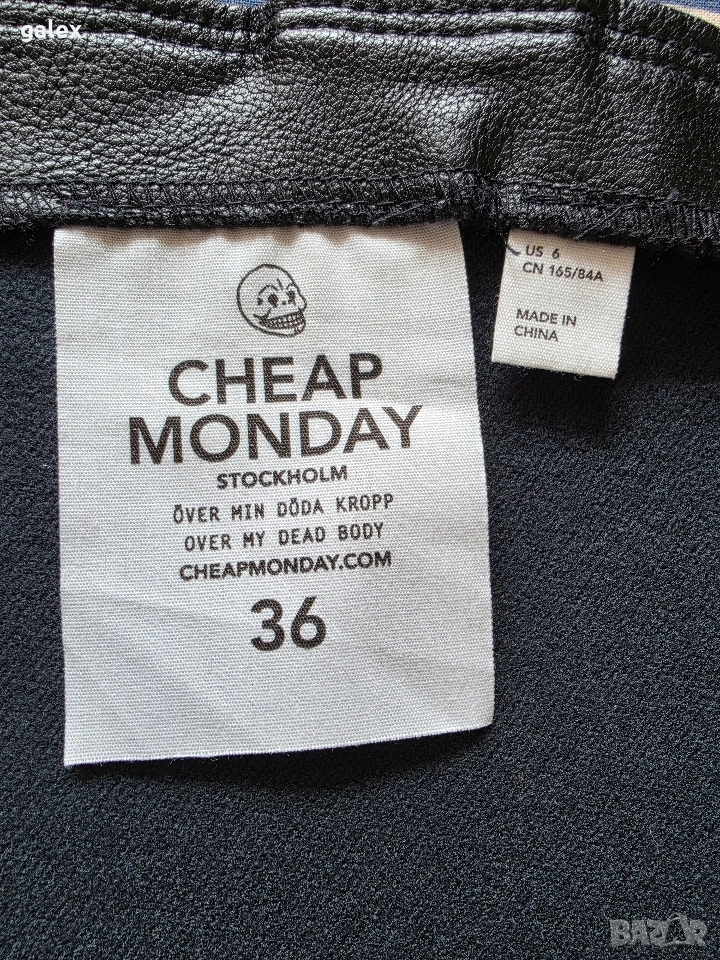 galex
CHEAP
MONDAY
STOCKHOLM
ÖVER MIN DÖDA KROPP
OVER MY DEAD BODY
CHEAPMONDAY.COM
36
US 6
CN 165/84A
MADE IN
CHINA
BAZAR